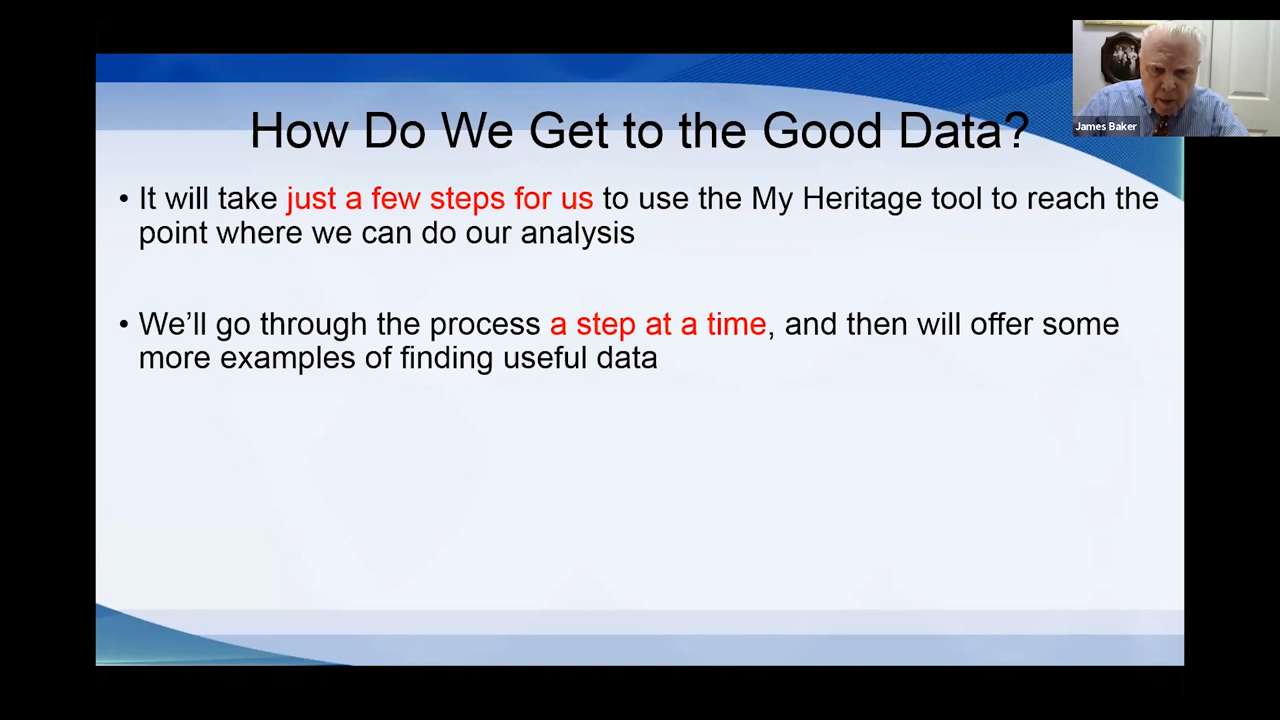 How Do We Get to the Good Data?
James Baker
• It will take just a few steps for us to use the My Heritage tool to reach the
point where we can do our analysis
• We’ll go through the process a step at a time, and then will offer some
more examples of finding useful data